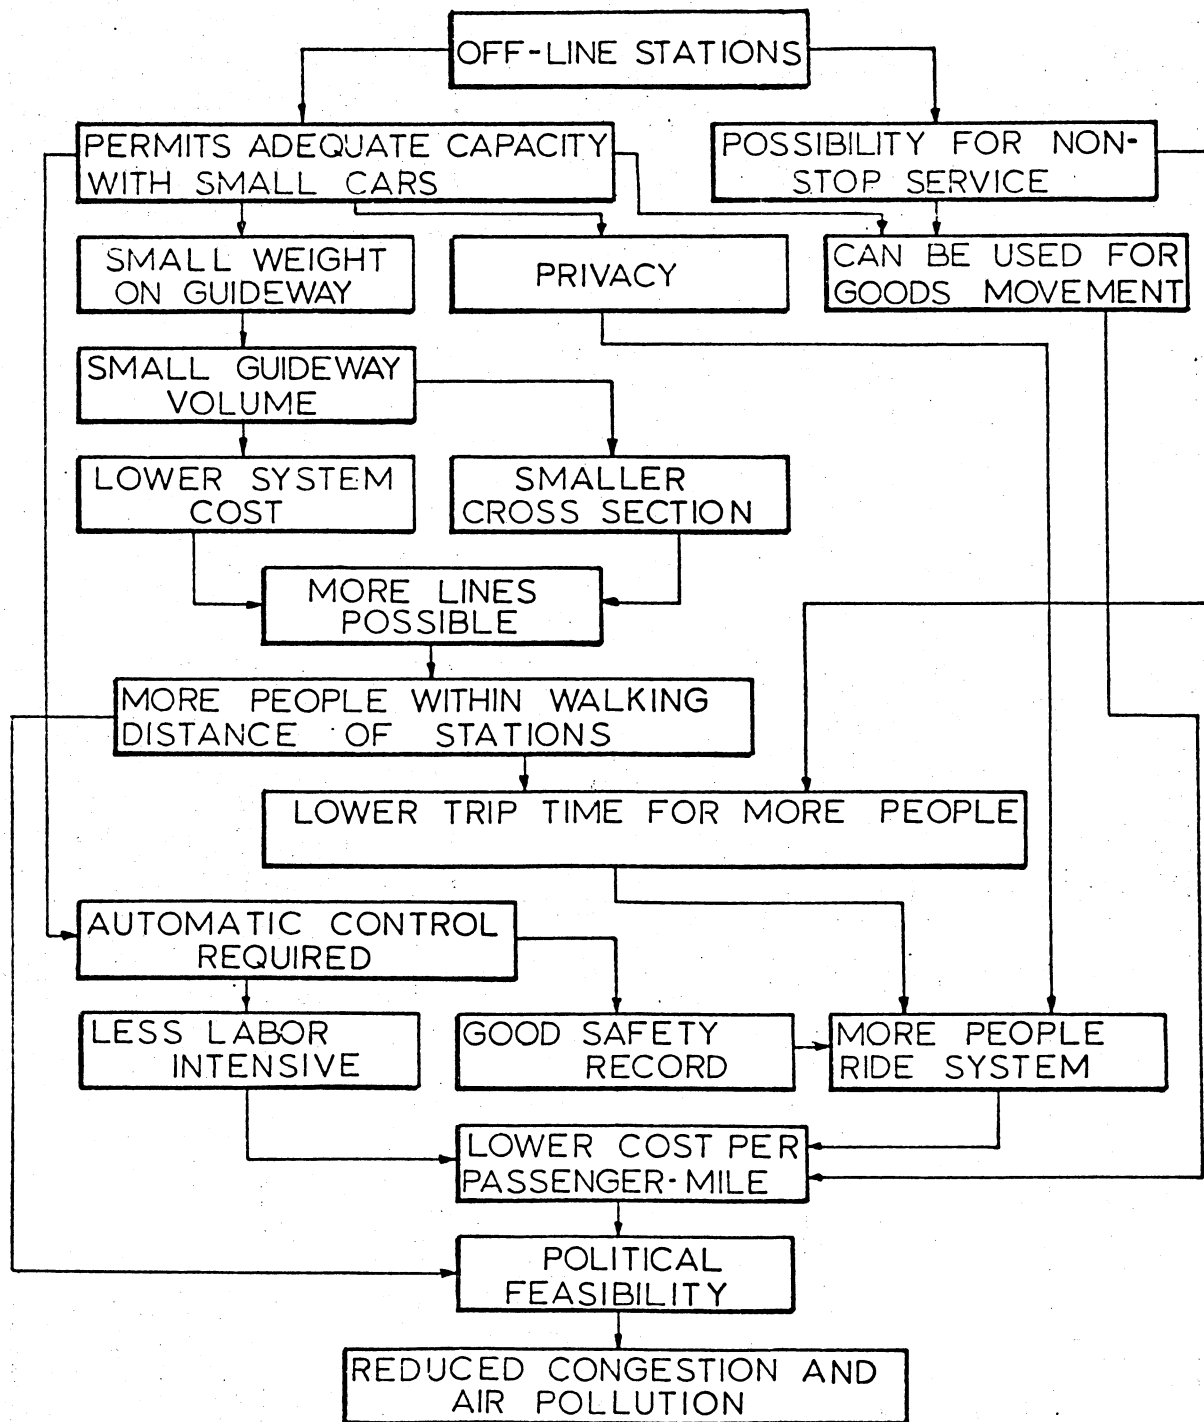 OFF-LINE STATIONS
PERMITS ADEQUATE CAPACITY
WITH SMALL CARS
POSSIBILITY FOR NON-
STOP SERVICE
SMALL WEIGHT
ON GUIDEWAY
PRIVACY
CAN BE USED FOR
GOODS MOVEMENT
SMALL GUIDEWAY
VOLUME
LOWER SYSTEM
COST
SMALLER
CROSS SECTION
MORE LINES
POSSIBLE
MORE PEOPLE WITHIN WALKING
DISTANCE OF STATIONS
LOWER TRIP TIME FOR MORE PEOPLE
AUTOMATIC CONTROL
REQUIRED
LESS LABOR
INTENSIVE
GOOD SAFETY
RECORD
MORE PEOPLE
RIDE SYSTEM
LOWER COST PER
PASSENGER-MILE
POLITICAL
FEASIBILITY
REDUCED CONGESTION AND
AIR POLLUTION